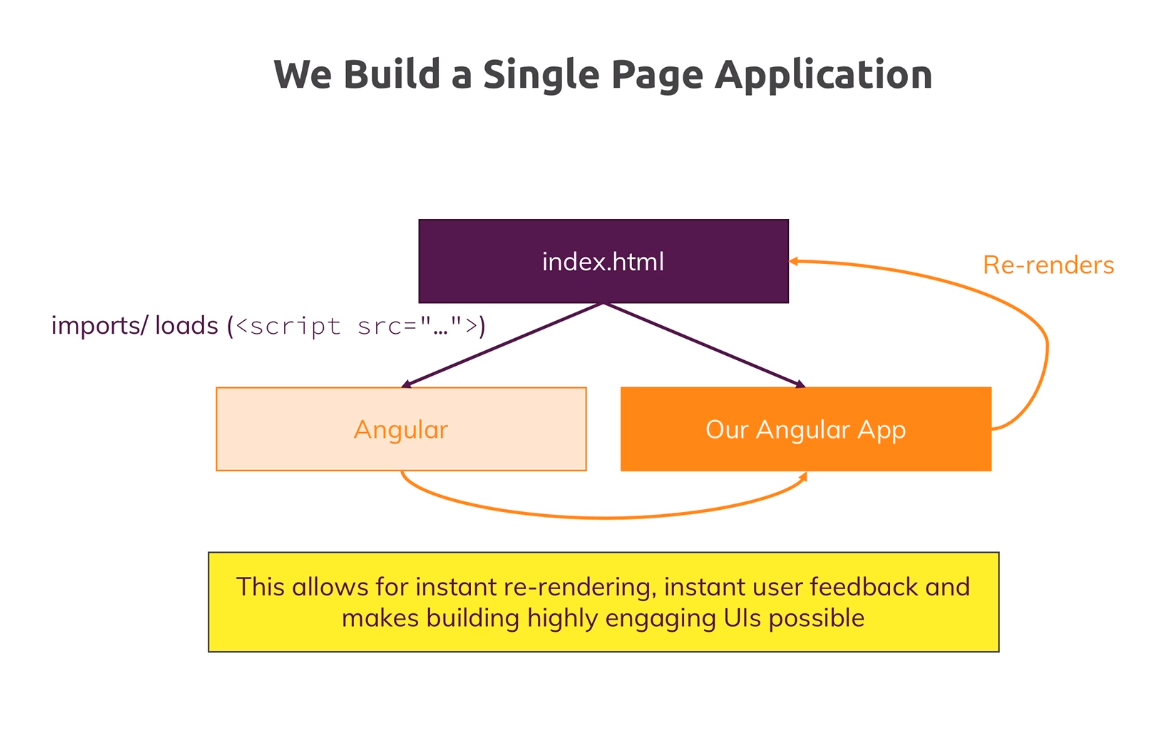 We Build a Single Page Application
index.html
Re-renders
imports/ loads (<script src="…">)
Angular
Our Angular App
This allows for instant re-rendering, instant user feedback and
makes building highly engaging UIs possible